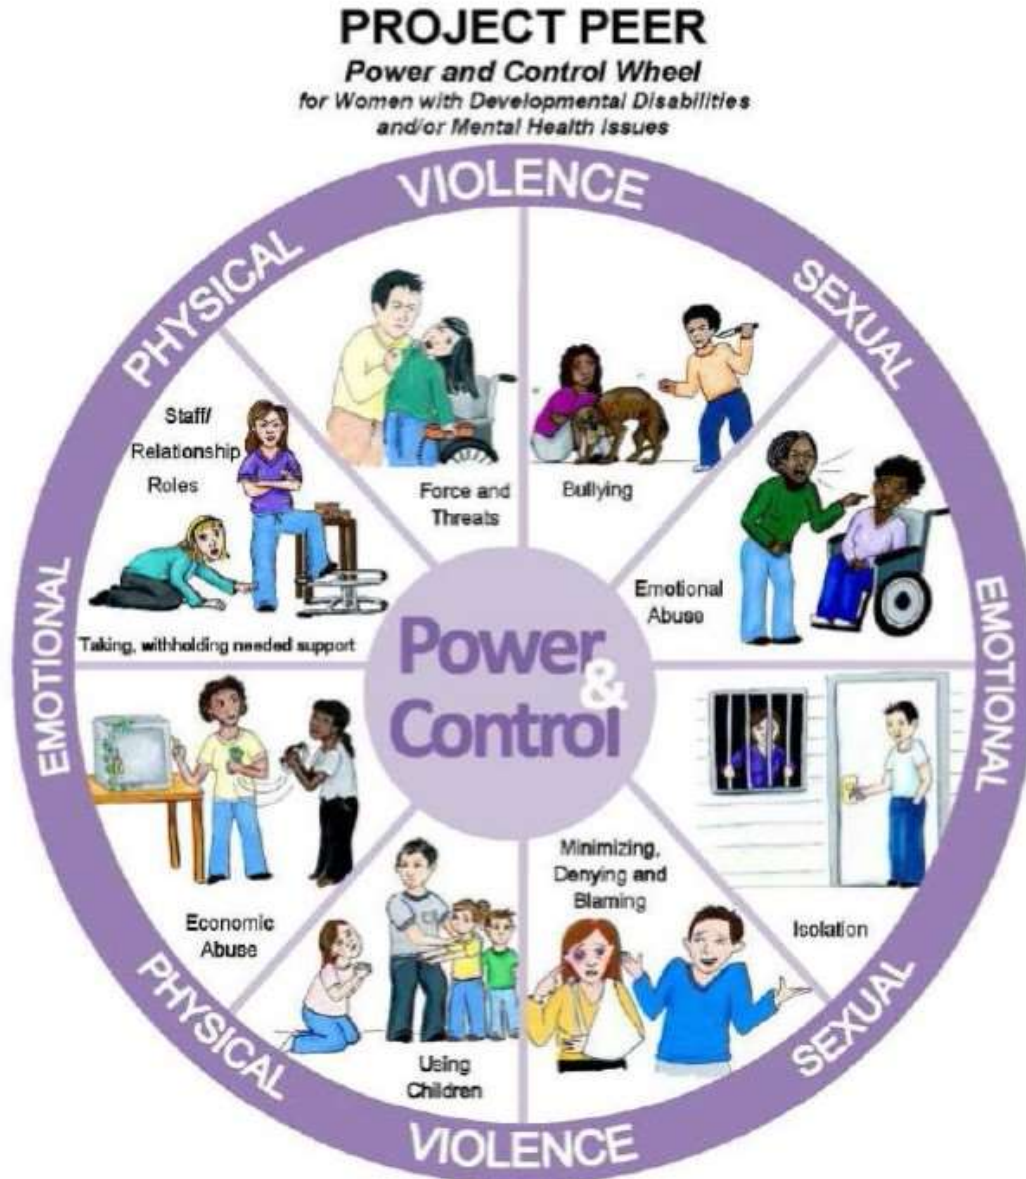 PROJECT PEER
Power and Control Wheel
for Women with Developmental Disabilities
and/or Mental Health Issues
VIOLENCE
PHYSICAL
SEXUAL
EMOTIONAL
EMOTIONAL
PHYSICAL
SEXUAL
VIOLENCE
Staff/
Relationship
Roles
Taking, withholding needed support
Force and
Threats
Bullying
Emotional
Abuse
Power
&
Control
Economic
Abuse
Using
Children
Minimizing,
Denying and
Blaming
Isolation